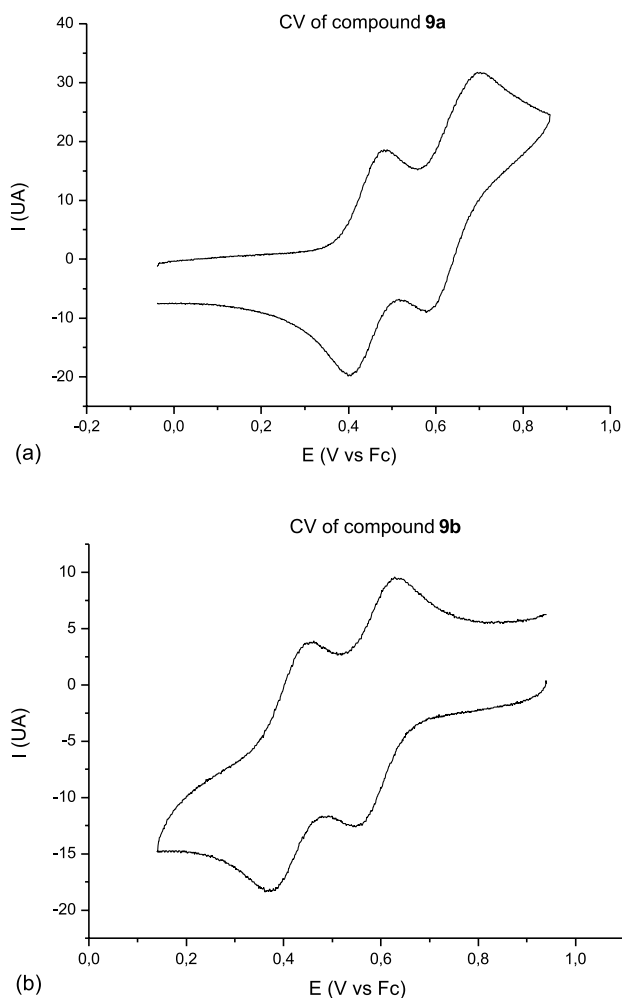 CV of compound 9a
40
30
20
10
0
-10
-20
I (UA)
-0,2 0,0 0,2 0,4 0,6 0,8 1,0
E (V vs Fc)
(a)
CV of compound 9b
10
5
0
-5
-10
-15
-20
I (UA)
0,0 0,2 0,4 0,6 0,8 1,0
E (V vs Fc)
(b)